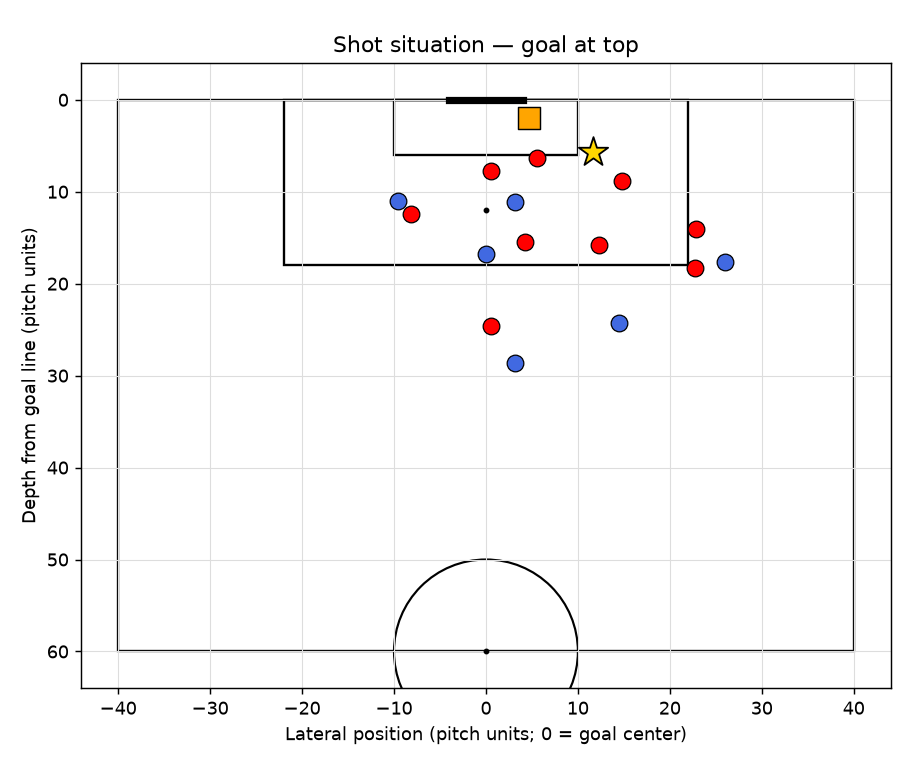 Shot situation — goal at top
Depth from goal line (pitch units)
0
10
20
30
40
50
60
−40 −30 −20 −10 0 10 20 30 40
Lateral position (pitch units; 0 = goal center)